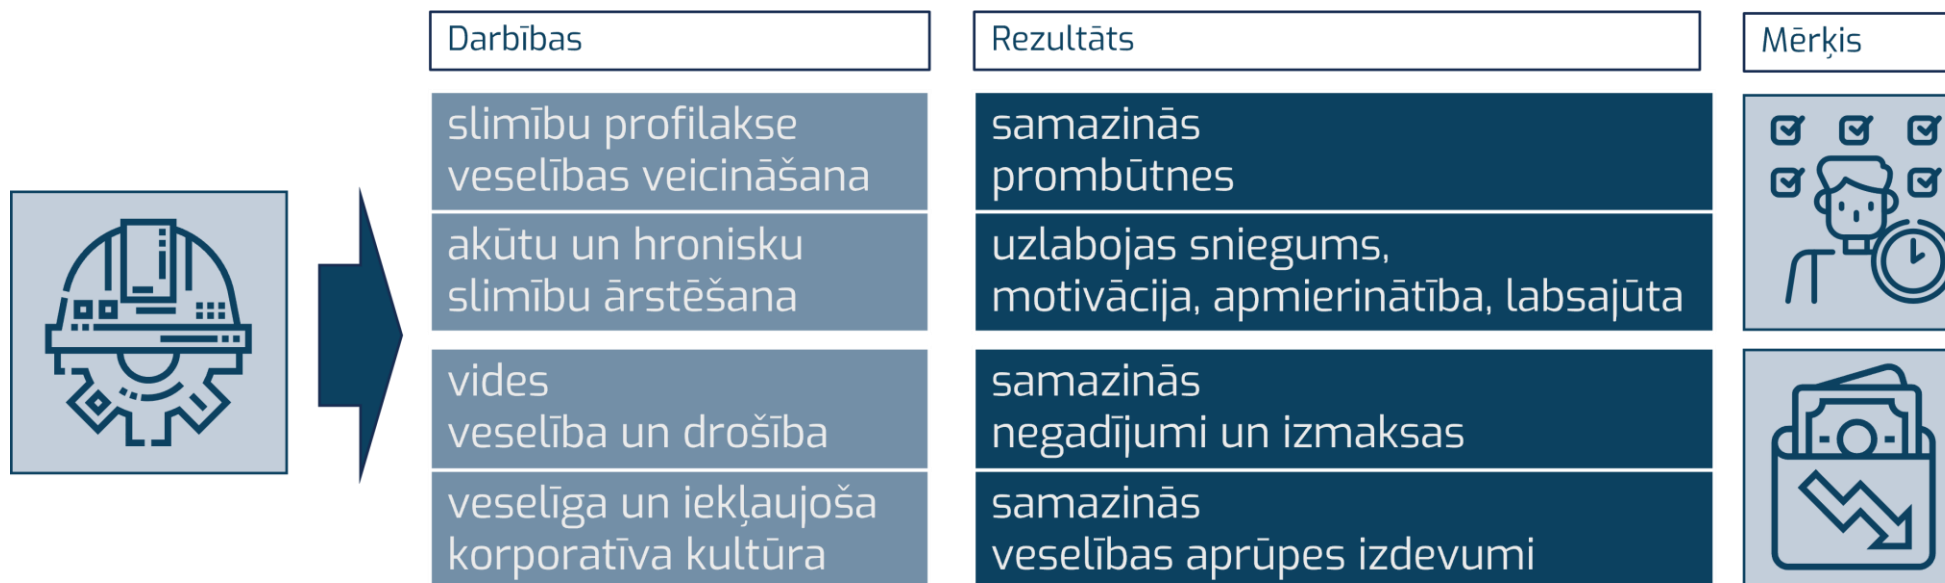 Darbības
Rezultāts
Mērķis
slimību profilakse
veselības veicināšana
samazinās
prombūtnes
akūtu un hronisku
slimību ārstēšana
uzlabojas sniegums,
motivācija, apmierinātība, labsajūta
vides
veselība un drošība
samazinās
negadījumi un izmaksas
veselīga un iekļaujoša
korporatīva kultūra
samazinās
veselības aprūpes izdevumi